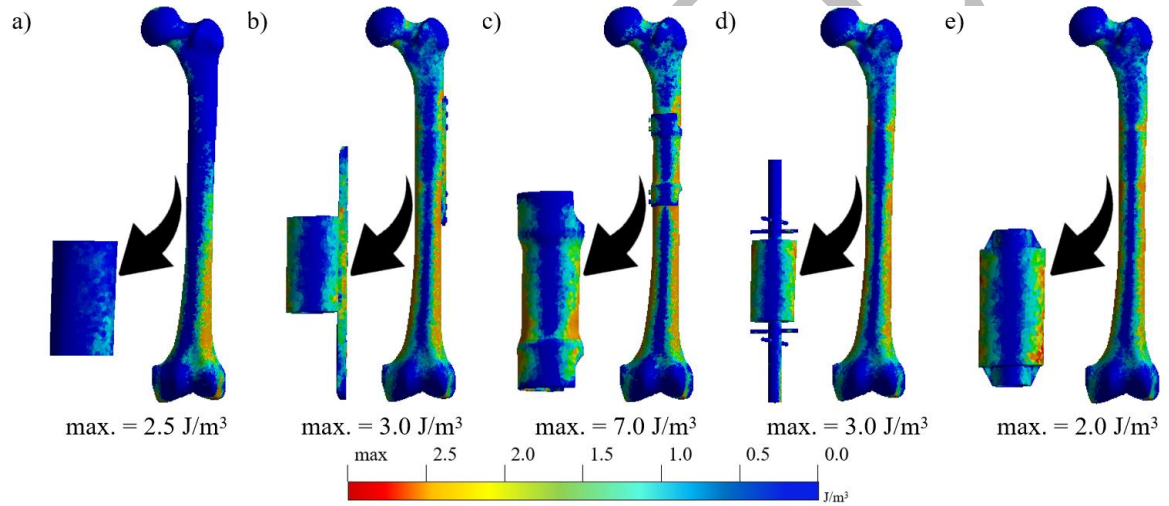 a) b) c) d) e)
max. = 2.5 J/m³ max. = 3.0 J/m³ max. = 7.0 J/m³ max. = 3.0 J/m³ max. = 2.0 J/m³
max 2.5 2.0 1.5 1.0 0.5 0.0
J/m³